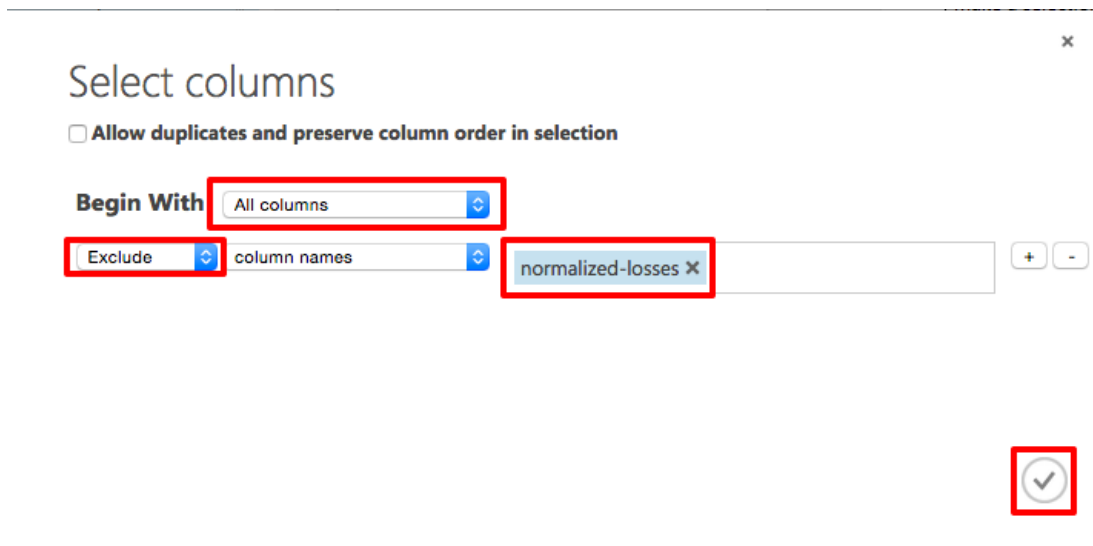 ×
Select columns
Allow duplicates and preserve column order in selection
Begin With All columns
Exclude column names normalized-losses × + -